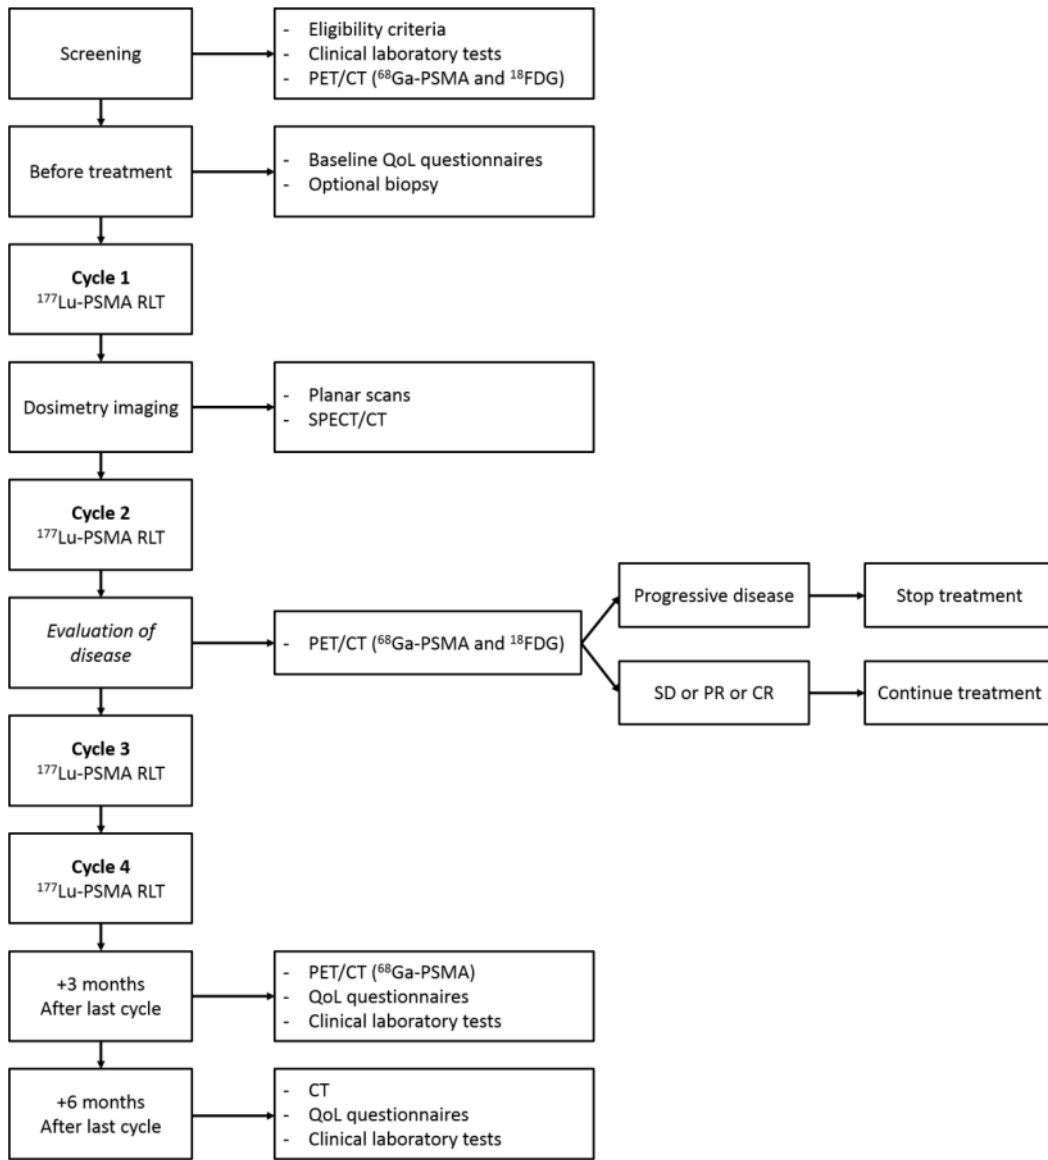 Screening
- Eligibility criteria
- Clinical laboratory tests
- PET/CT (⁶⁸Ga-PSMA and ¹⁸FDG)
Before treatment
- Baseline QoL questionnaires
- Optional biopsy
Cycle 1
¹⁷⁷Lu-PSMA RLT
Dosimetry imaging
- Planar scans
- SPECT/CT
Cycle 2
¹⁷⁷Lu-PSMA RLT
Evaluation of
disease
- PET/CT (⁶⁸Ga-PSMA and ¹⁸FDG)
Progressive disease
Stop treatment
SD or PR or CR
Continue treatment
Cycle 3
¹⁷⁷Lu-PSMA RLT
Cycle 4
¹⁷⁷Lu-PSMA RLT
+3 months
After last cycle
- PET/CT (⁶⁸Ga-PSMA)
- QoL questionnaires
- Clinical laboratory tests
+6 months
After last cycle
- CT
- QoL questionnaires
- Clinical laboratory tests